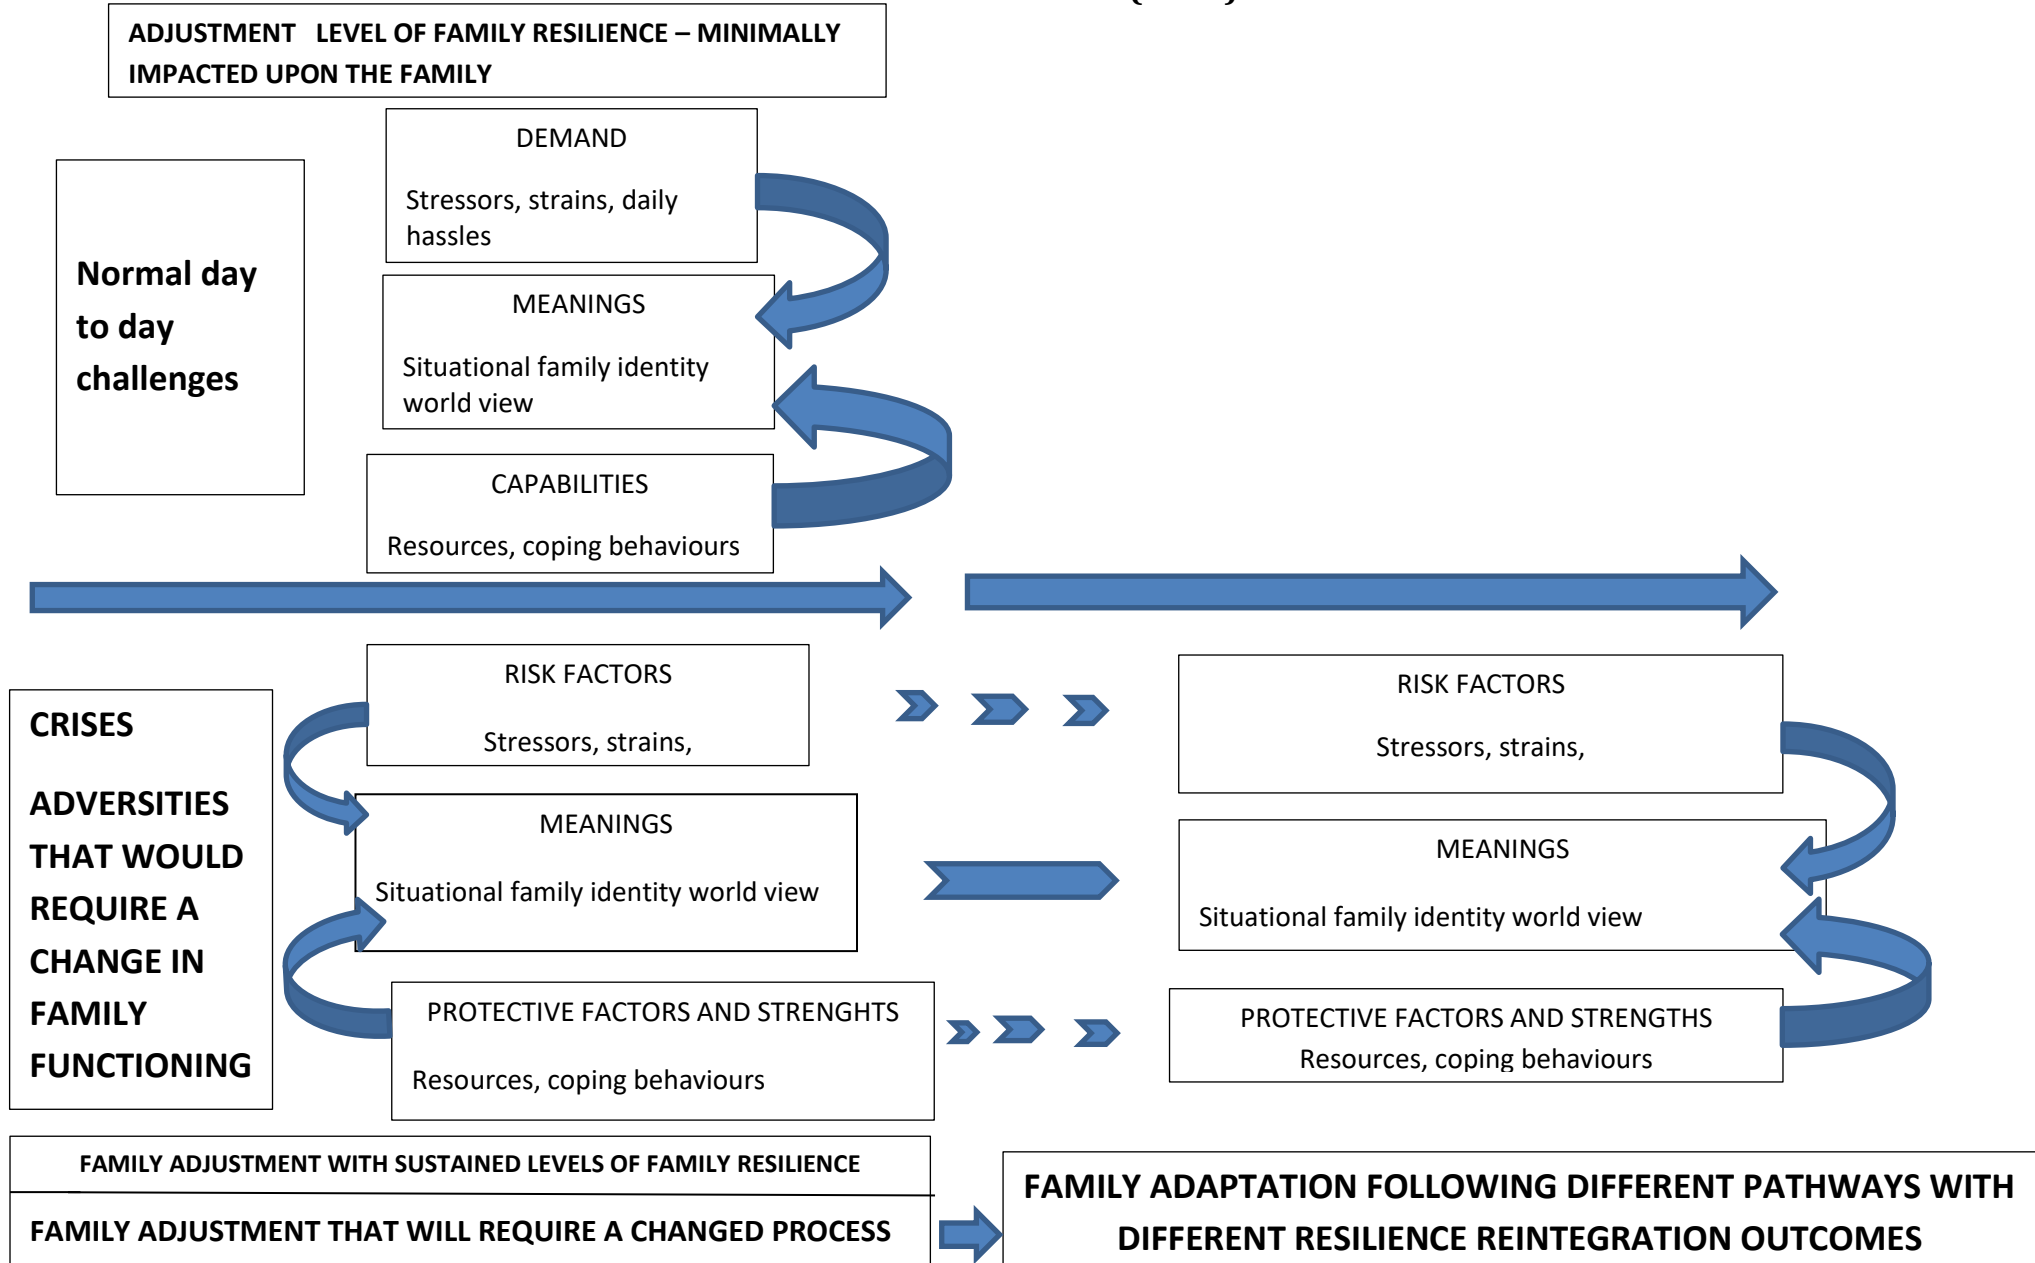 ADJUSTMENT LEVEL OF FAMILY RESILIENCE – MINIMALLY
IMPACTED UPON THE FAMILY
DEMAND
Stressors, strains, daily
hassles
Normal day
to day
challenges
MEANINGS
Situational family identity
world view
CAPABILITIES
Resources, coping behaviours
CRISES
ADVERSITIES
THAT WOULD
REQUIRE A
CHANGE IN
FAMILY
FUNCTIONING
RISK FACTORS
Stressors, strains,
MEANINGS
Situational family identity world view
PROTECTIVE FACTORS AND STRENGHTS
Resources, coping behaviours
RISK FACTORS
Stressors, strains,
MEANINGS
Situational family identity world view
PROTECTIVE FACTORS AND STRENGTHS
Resources, coping behaviours
FAMILY ADJUSTMENT WITH SUSTAINED LEVELS OF FAMILY RESILIENCE
FAMILY ADJUSTMENT THAT WILL REQUIRE A CHANGED PROCESS
FAMILY ADAPTATION FOLLOWING DIFFERENT PATHWAYS WITH
DIFFERENT RESILIENCE REINTEGRATION OUTCOMES